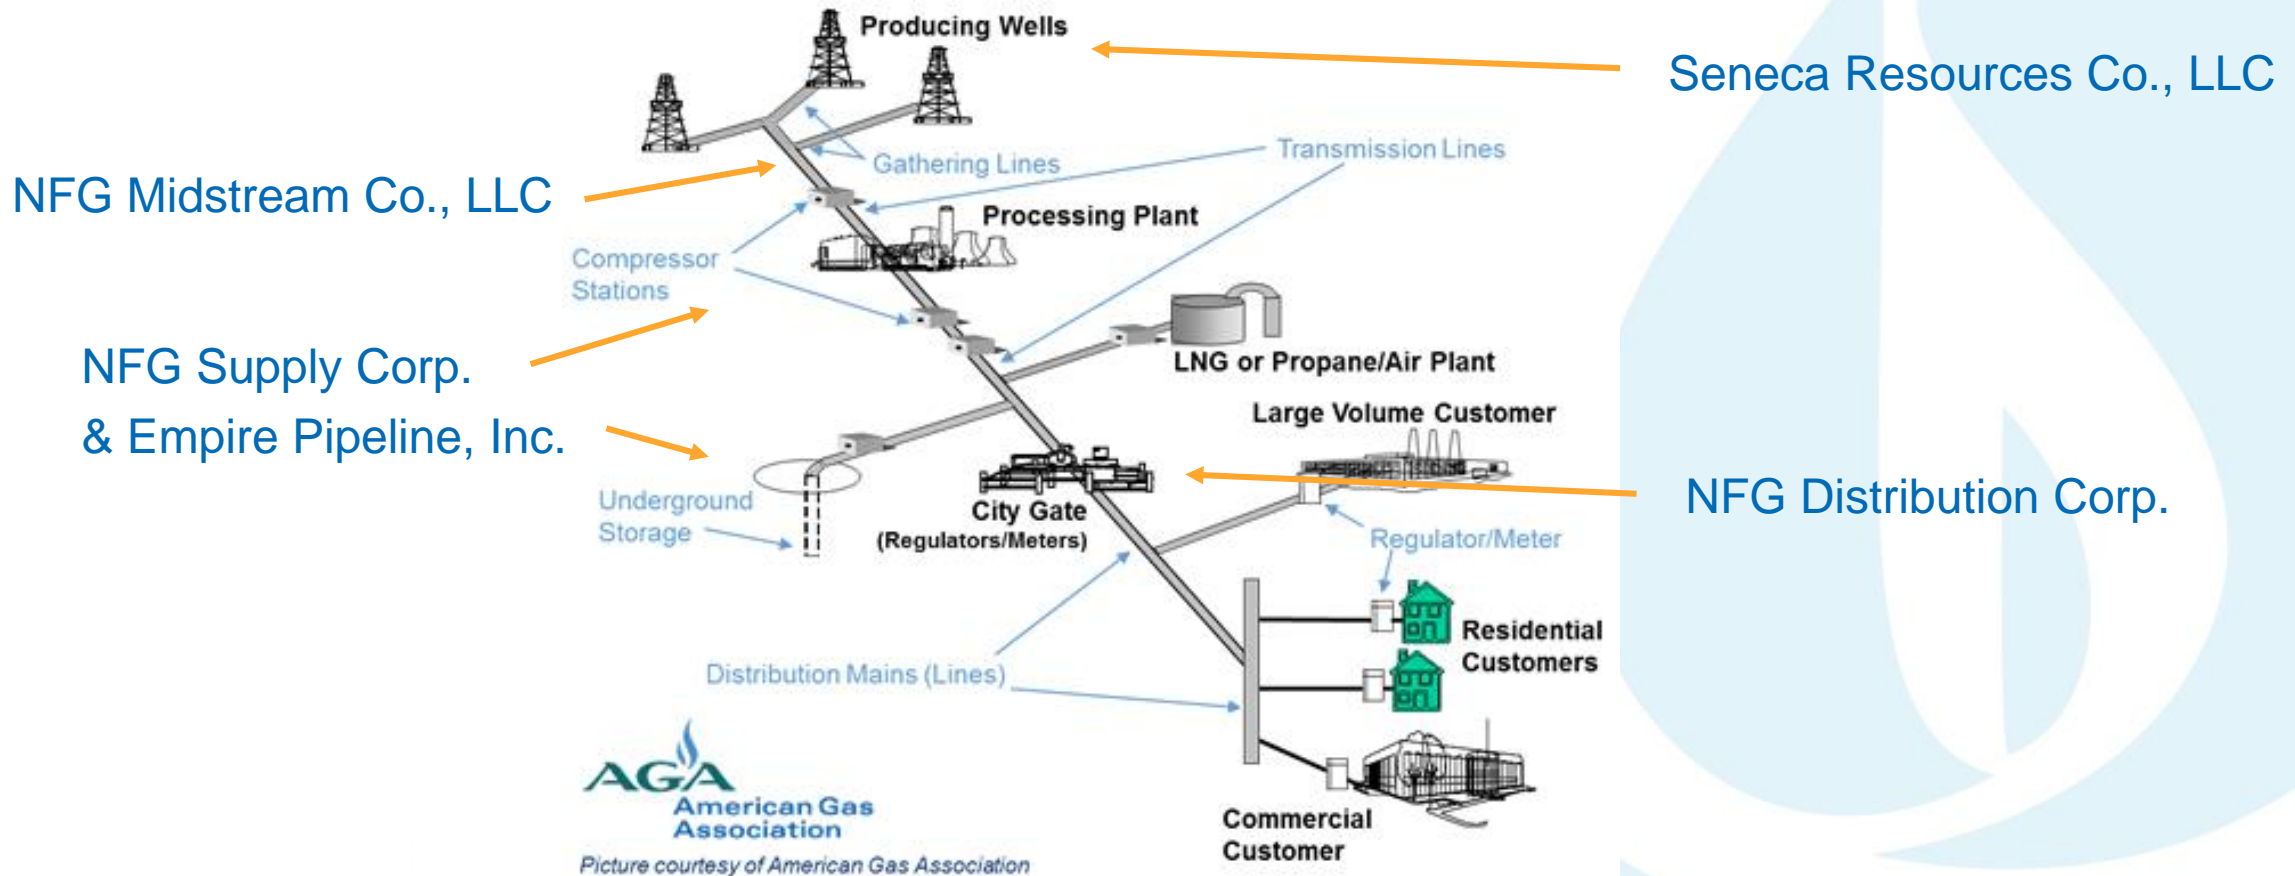 Producing Wells
Seneca Resources Co., LLC
Gathering Lines
Transmission Lines
NFG Midstream Co., LLC
Processing Plant
Compressor
Stations
NFG Supply Corp.
& Empire Pipeline, Inc.
LNG or Propane/Air Plant
Large Volume Customer
Underground
Storage
City Gate
(Regulators/Meters)
NFG Distribution Corp.
Regulator/Meter
Residential
Customers
Distribution Mains (Lines)
AGA
American Gas
Association
Commercial
Customer
Picture courtesy of American Gas Association